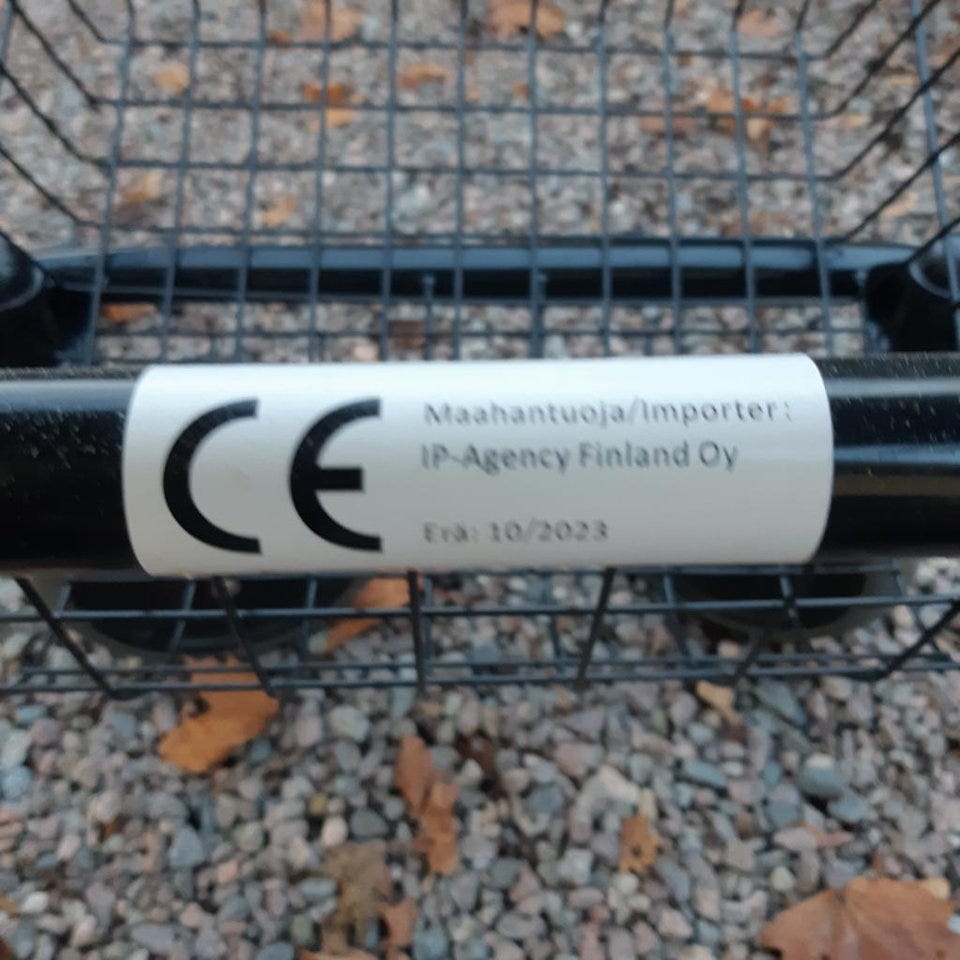 CE
Maahantuoja/Importer:
IP-Agency Finland Oy
Erä: 10/2023